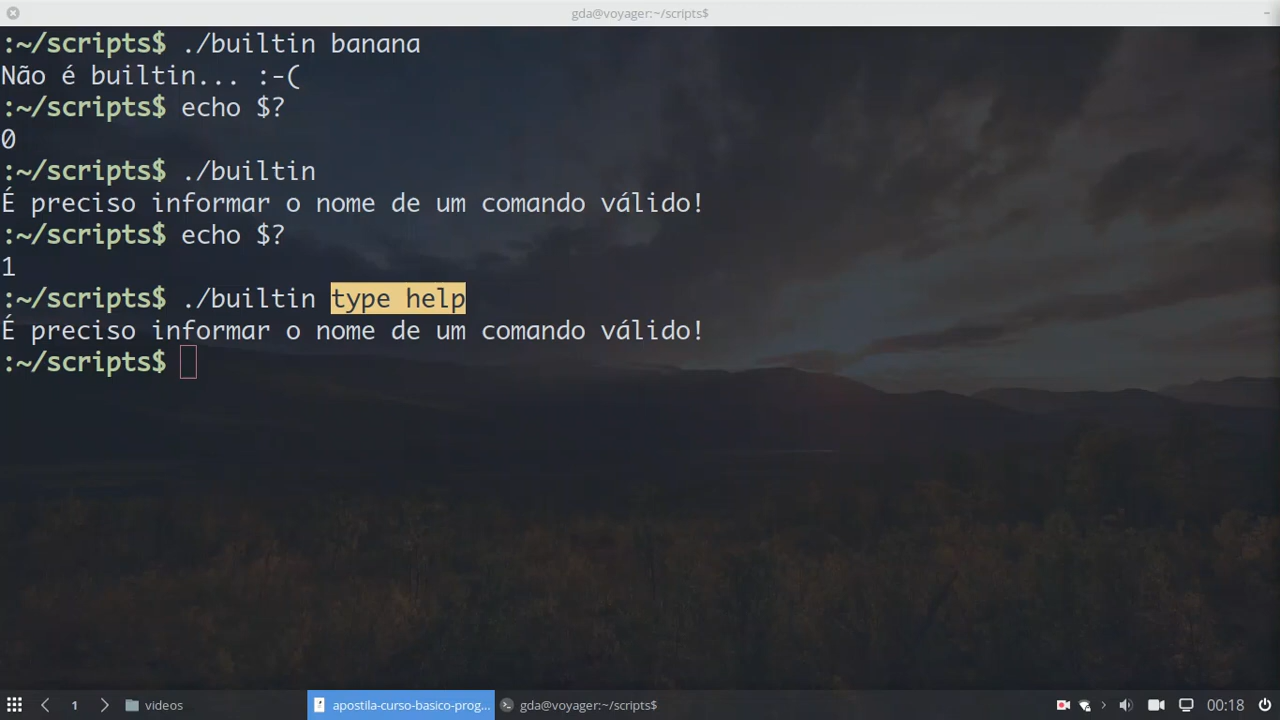 gda@voyager:~/scripts$
:~/scripts$ ./builtin banana
Não é builtin... :-(
:~/scripts$ echo $?
0
:~/scripts$ ./builtin
É preciso informar o nome de um comando válido!
:~/scripts$ echo $?
1
:~/scripts$ ./builtin type help
É preciso informar o nome de um comando válido!
:~/scripts$
1 videos apostila-curso-basico-prog... gda@voyager:~/scripts$ 00:18